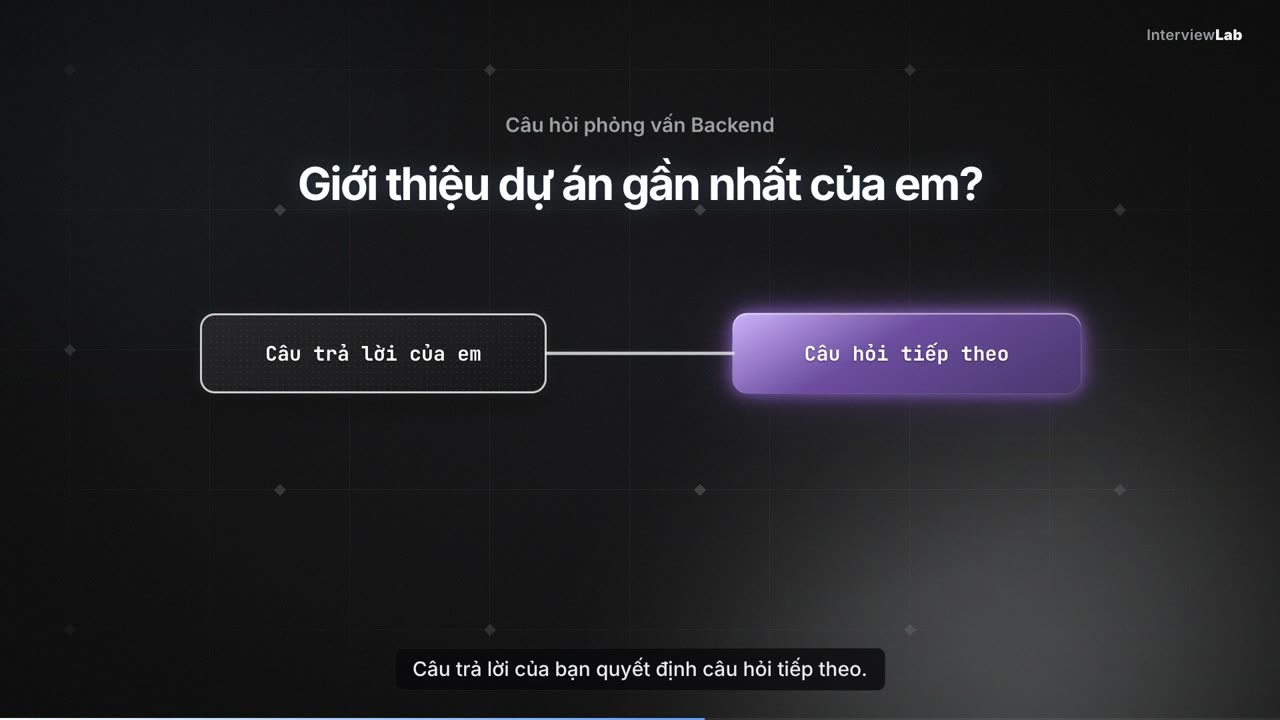 InterviewLab
Câu hỏi phỏng vấn Backend
Giới thiệu dự án gần nhất của em?
Câu trả lời của em
Câu hỏi tiếp theo
Câu trả lời của bạn quyết định câu hỏi tiếp theo.